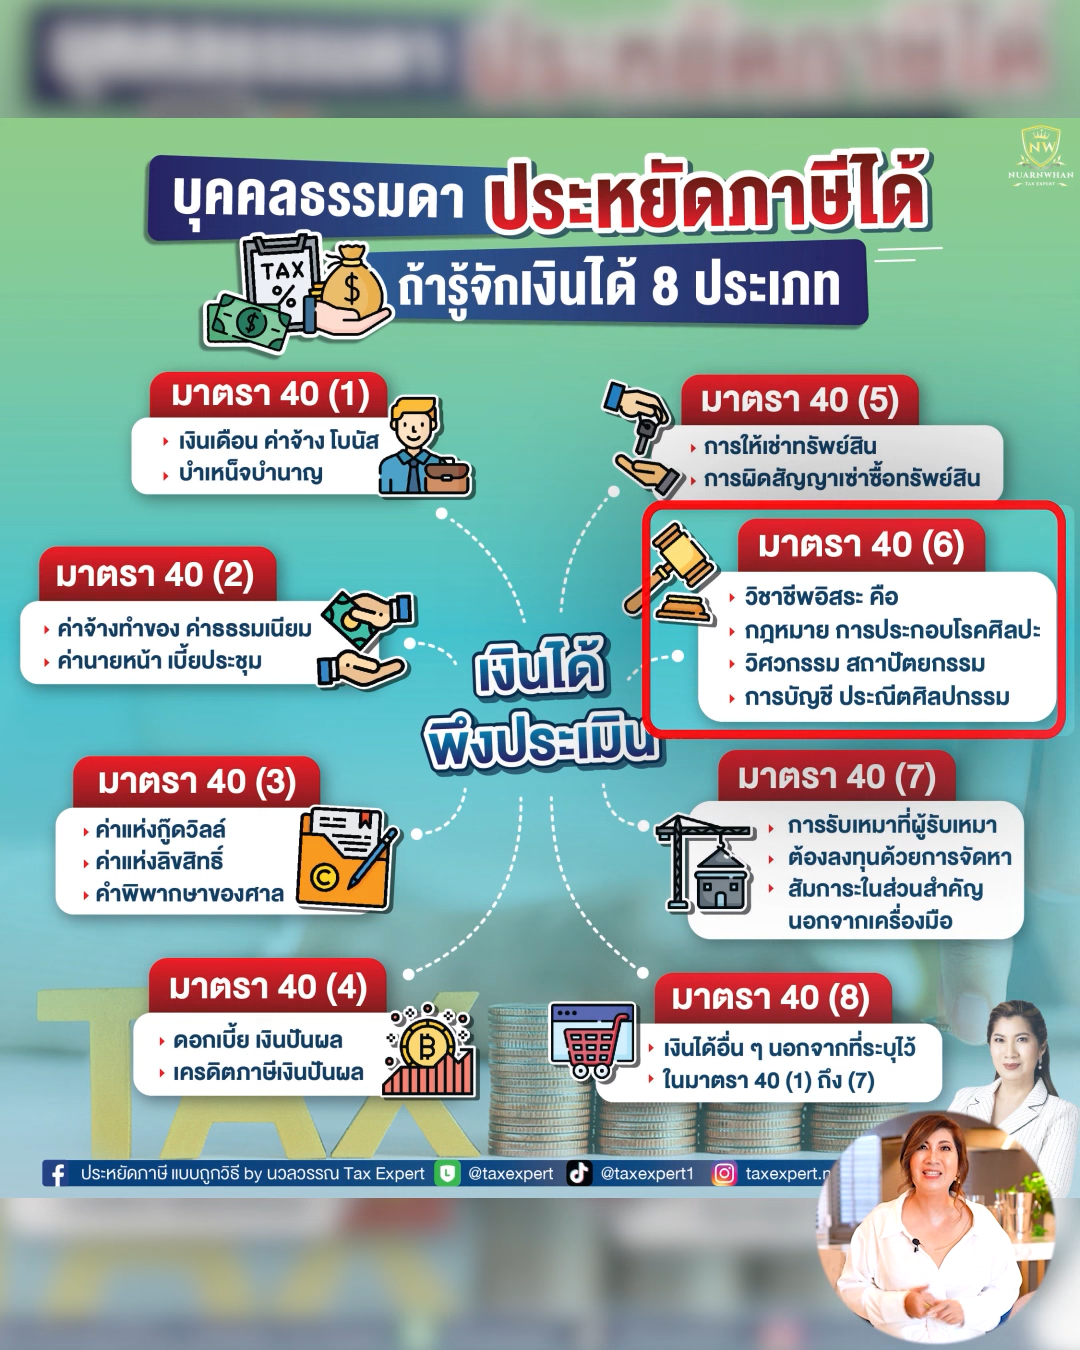 บุคคลธรรมดา ประหยัดภาษีได้
ถ้ารู้จักเงินได้ 8 ประเภท
NW
NUARNWHAN
TAX EXPERT
TAX
%
$
$
มาตรา 40 (1)
เงินเดือน ค่าจ้าง โบนัส
บำเหน็จบำนาญ
มาตรา 40 (2)
ค่าจ้างทำของ ค่าธรรมเนียม
ค่านายหน้า เบี้ยประชุม
มาตรา 40 (3)
ค่าแห่งกู๊ดวิลล์
ค่าแห่งลิขสิทธิ์
คำพิพากษาของศาล
C
มาตรา 40 (4)
ดอกเบี้ย เงินปันผล
เครดิตภาษีเงินปันผล
B
เงินได้
พึงประเมิน
มาตรา 40 (5)
การให้เช่าทรัพย์สิน
การผิดสัญญาเช่าซื้อทรัพย์สิน
มาตรา 40 (6)
วิชาชีพอิสระ คือ
กฎหมาย การประกอบโรคศิลปะ
วิศวกรรม สถาปัตยกรรม
การบัญชี ประณีตศิลปกรรม
มาตรา 40 (7)
การรับเหมาที่ผู้รับเหมา
ต้องลงทุนด้วยการจัดหา
สัมภาระในส่วนสำคัญ
นอกจากเครื่องมือ
มาตรา 40 (8)
เงินได้อื่น ๆ นอกจากที่ระบุไว้
ในมาตรา 40 (1) ถึง (7)
TAX
ประหยัดภาษี แบบถูกวิธี by นวลวรรณ Tax Expert @taxexpert @taxexpert1 taxexpert.n